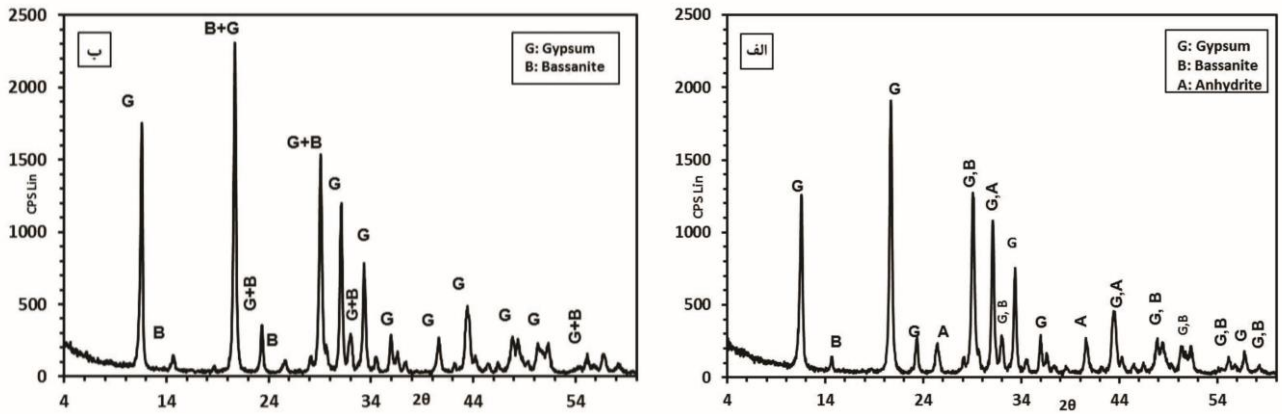 ب
G: Gypsum
B: Bassanite
CPS Lin
2500
2000
1500
1000
500
0
G
B
B+G
G+B
B
G+B
G
G+B
G
G
G
G
G
G
G+B
4
14
24
34
2θ
44
54
الف
G: Gypsum
B: Bassanite
A: Anhydrite
CPS Lin
2500
2000
1500
1000
500
0
G
B
G
G
A
G,B
G,A
G,B
G
G
A
G,A
G,B
G,B
G,B
G
G,B
4
14
24
34
2θ
44
54